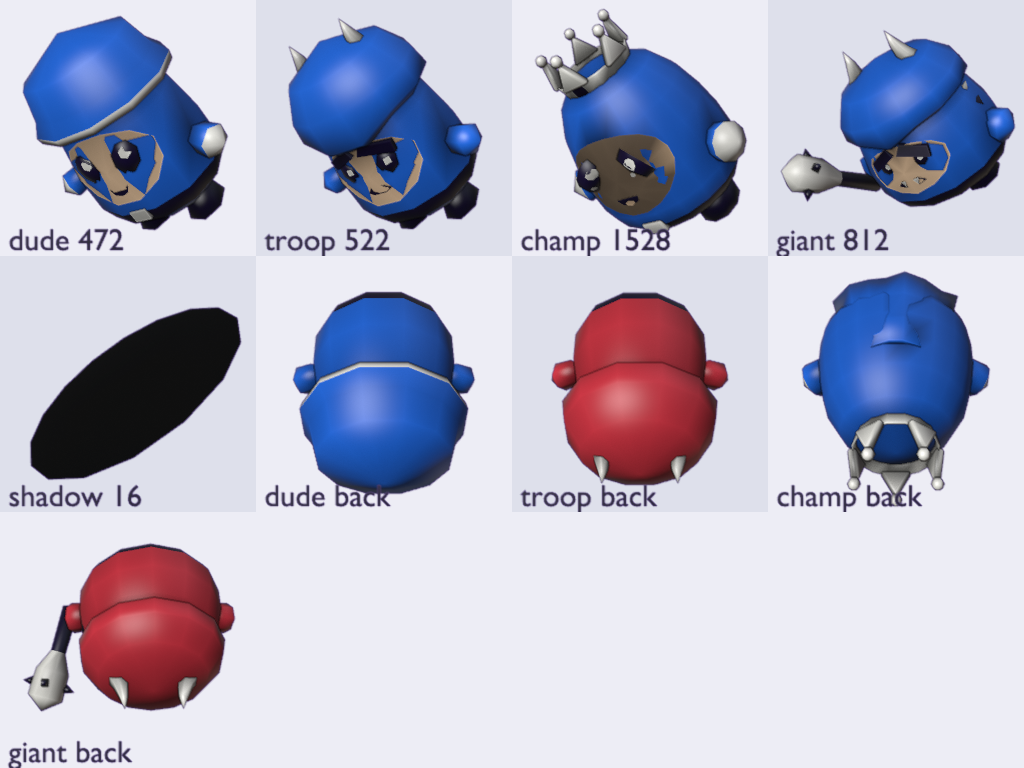 dude 472
troop 522
champ 1528
giant 812
shadow 16
dude back
troop back
champ back
giant back